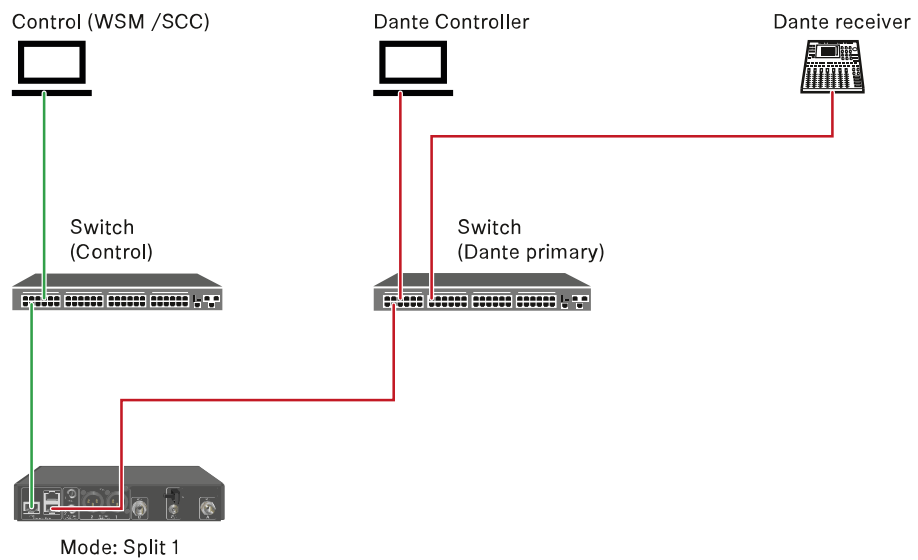 Control (WSM /SCC)
Dante Controller
Dante receiver
Switch
(Control)
Switch
(Dante primary)
Mode: Split 1